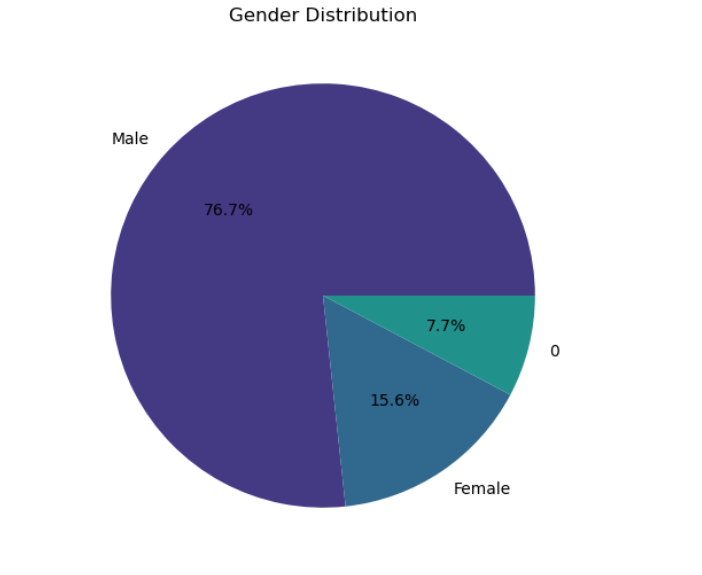 Gender Distribution
Male
76.7%
7.7%
0
15.6%
Female